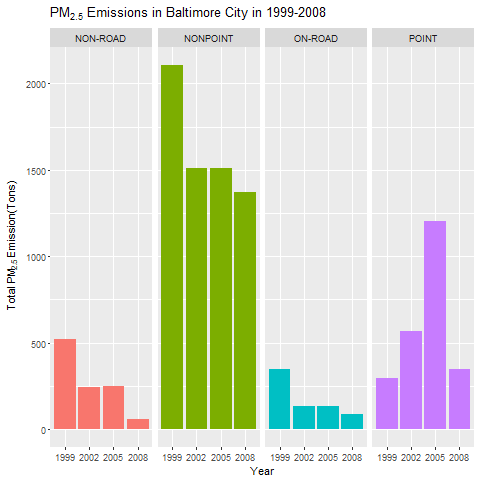 PM2.5 Emissions in Baltimore City in 1999-2008
NON-ROAD NONPOINT ON-ROAD POINT
2000
1500
1000
500
0
Total PM2.5 Emission(Tons)
1999 2002 2005 2008 1999 2002 2005 2008 1999 2002 2005 2008 1999 2002 2005 2008
Year